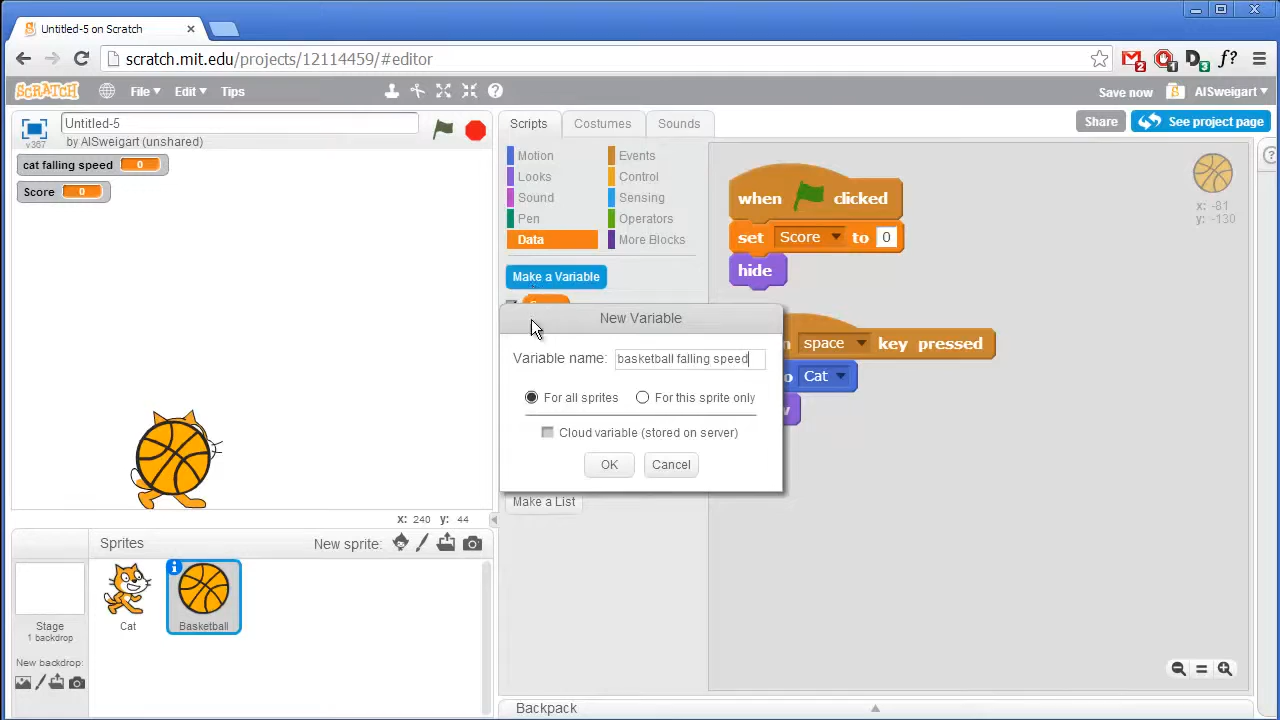 Untitled-5 on Scratch
scratch.mit.edu/projects/12114459/#editor
2 1 3 f?
SCRATCH File Edit Tips Save now AlSweigart
Untitled-5
v367 by AlSweigart (unshared)
Scripts Costumes Sounds
Share See project page
cat falling speed 0
Score 0
Motion Events
Looks Control
Sound Sensing
Pen Operators
Data More Blocks
Make a Variable
when clicked
set Score to 0
hide
x: -81
y: -130
New Variable
Variable name: basketball falling speed
For all sprites For this sprite only
Cloud variable (stored on server)
OK Cancel
space key pressed
Cat
Make a List
x: 240 y: 44
Sprites New sprite:
Stage
1 backdrop
New backdrop:
Cat
Basketball
Backpack